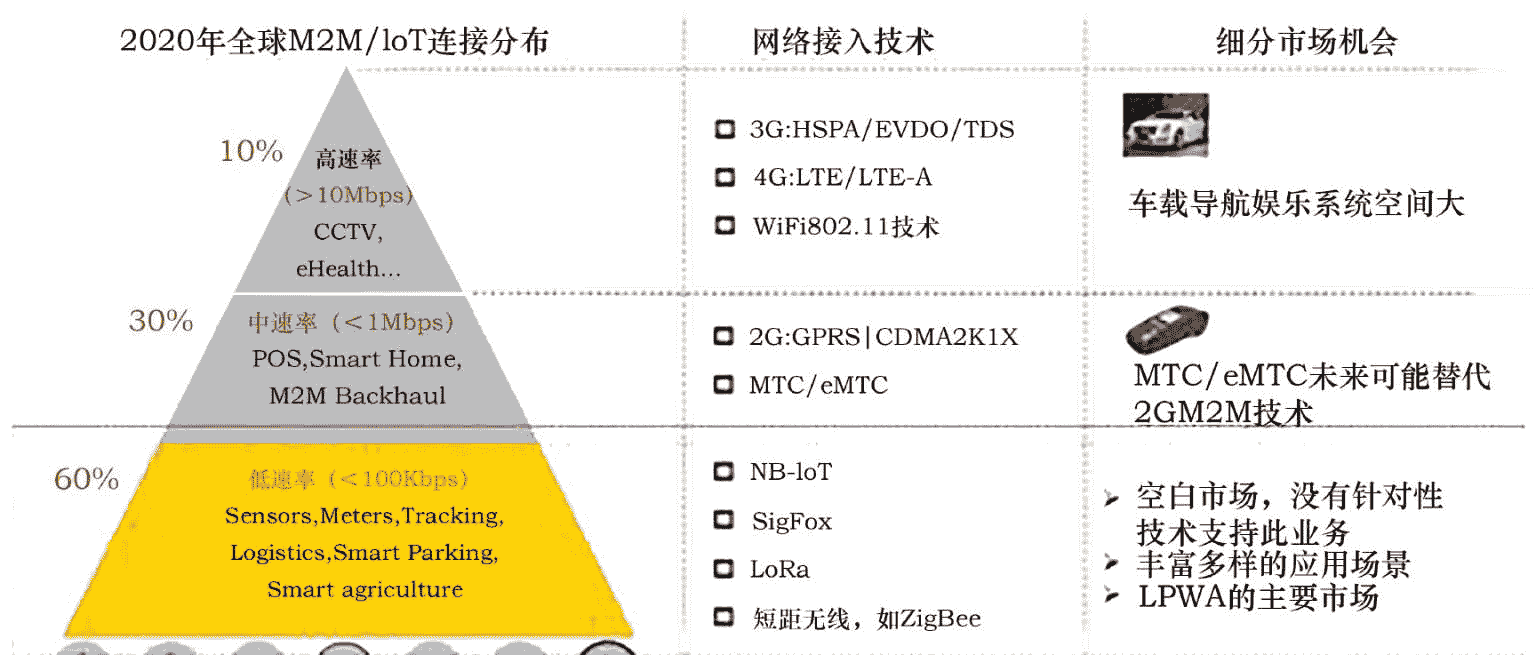 2020年全球M2M/IoT连接分布
网络接入技术
细分市场机会
10%
高速率
(>10Mbps)
CCTV,
eHealth...
3G:HSPA/EVDO/TDS
4G:LTE/LTE-A
WiFi802.11技术
车载导航娱乐系统空间大
30%
中速率 (<1Mbps)
POS,Smart Home,
M2M Backhaul
2G:GPRS|CDMA2K1X
MTC/eMTC
MTC/eMTC未来可能替代
2GM2M技术
60%
低速率 (<100Kbps)
Sensors,Meters,Tracking,
Logistics,Smart Parking,
Smart agriculture
NB-IoT
SigFox
LoRa
短距无线，如ZigBee
空白市场，没有针对性
技术支持此业务
丰富多样的应用场景
LPWA的主要市场